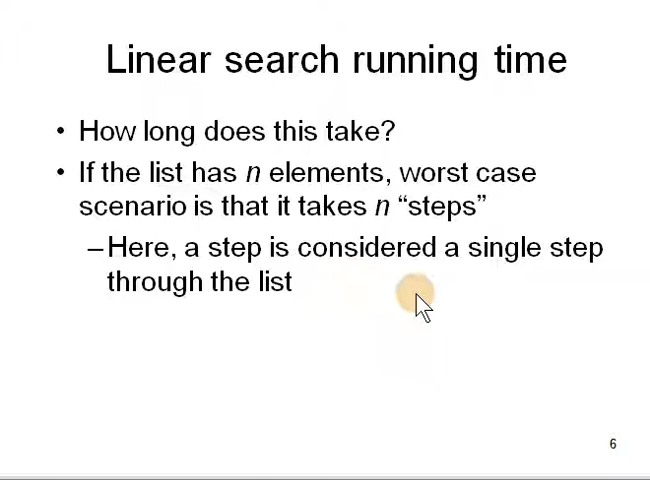 Linear search running time
• How long does this take?
• If the list has n elements, worst case
scenario is that it takes n “steps”
–Here, a step is considered a single step
through the list
6